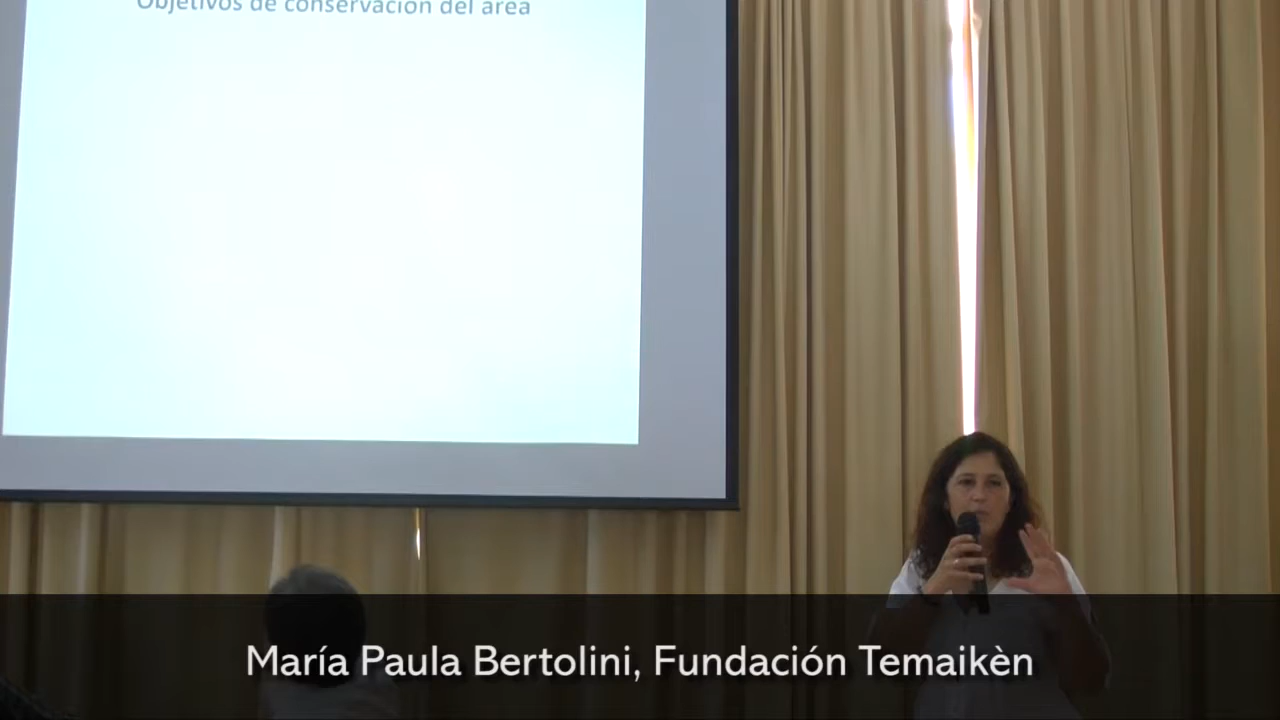 Objetivos de conservación del área
María Paula Bertolini, Fundación Temaikèn